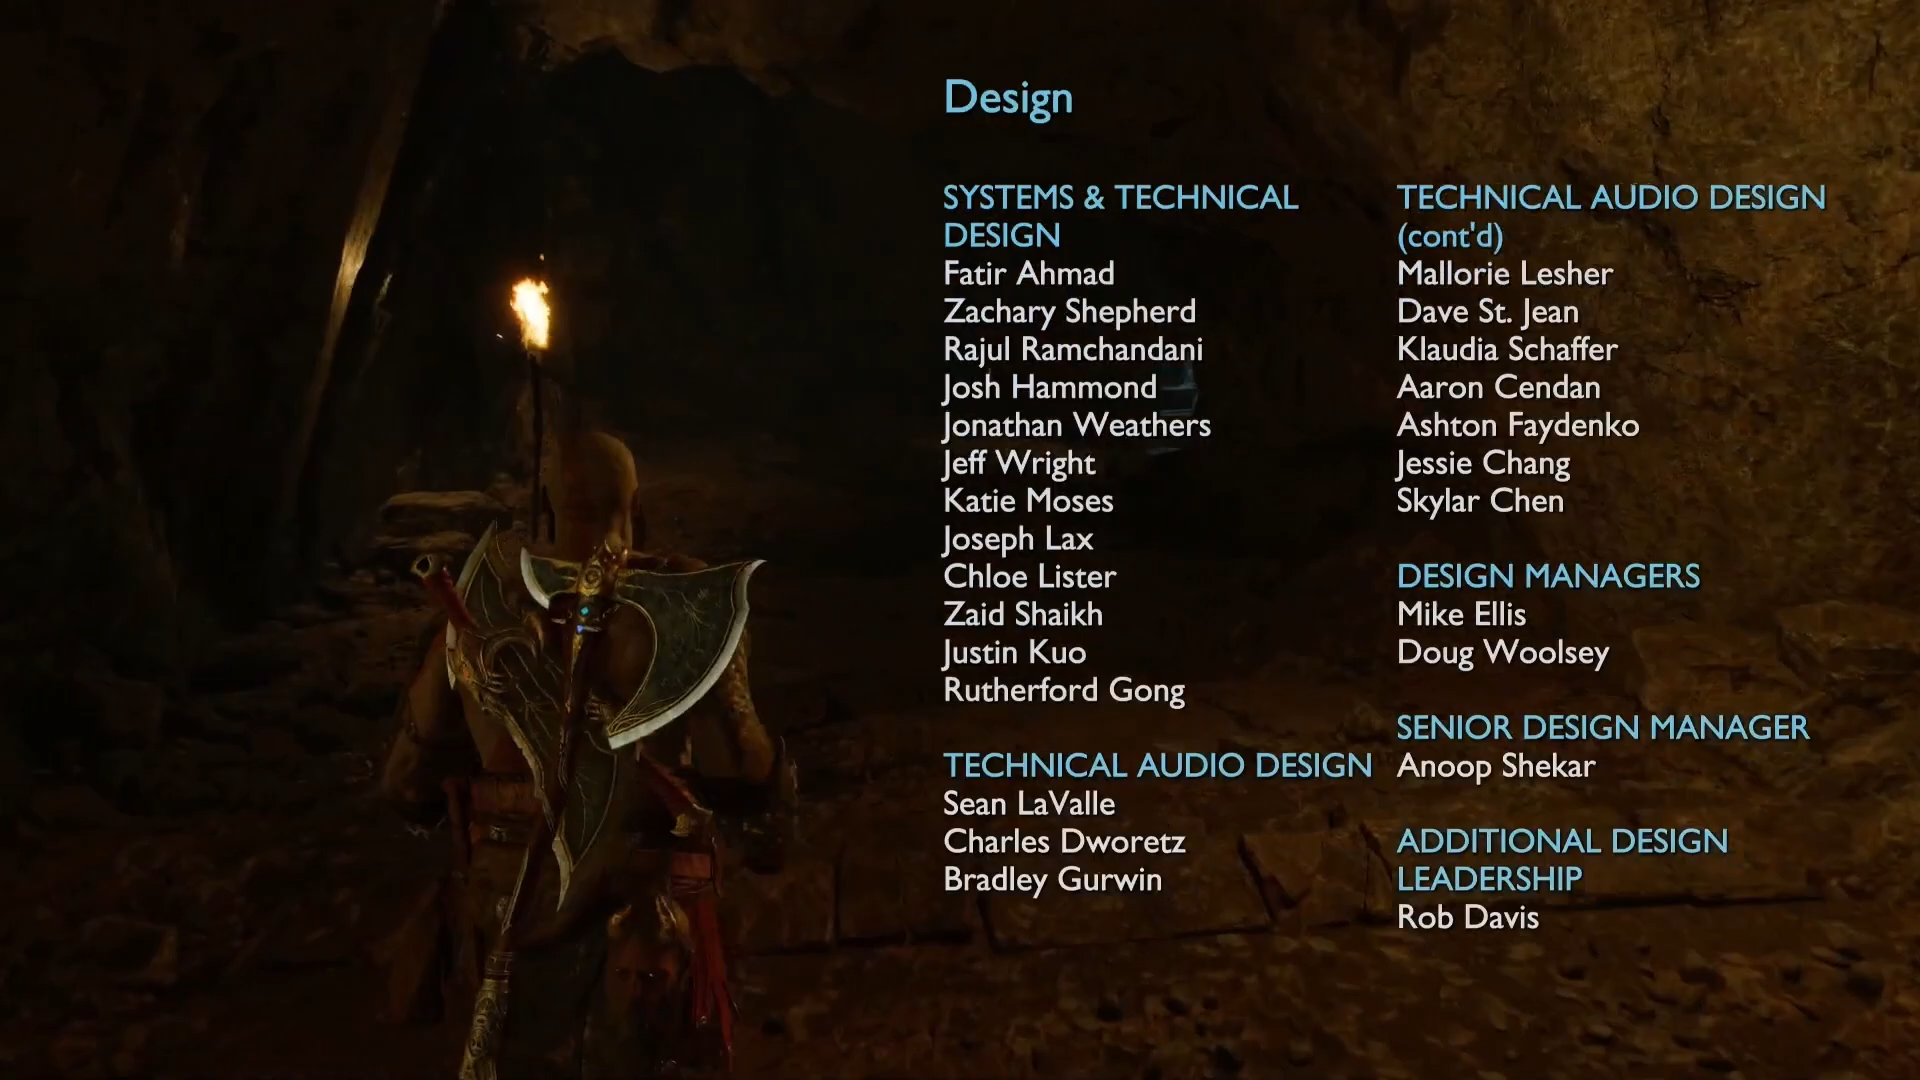 Design
SYSTEMS & TECHNICAL
DESIGN
Fatir Ahmad
Zachary Shepherd
Rajul Ramchandani
Josh Hammond
Jonathan Weathers
Jeff Wright
Katie Moses
Joseph Lax
Chloe Lister
Zaid Shaikh
Justin Kuo
Rutherford Gong
TECHNICAL AUDIO DESIGN
Sean LaValle
Charles Dworetz
Bradley Gurwin
TECHNICAL AUDIO DESIGN
(cont'd)
Mallorie Lesher
Dave St. Jean
Klaudia Schaffer
Aaron Cendan
Ashton Faydenko
Jessie Chang
Skylar Chen
DESIGN MANAGERS
Mike Ellis
Doug Woolsey
SENIOR DESIGN MANAGER
Anoop Shekar
ADDITIONAL DESIGN
LEADERSHIP
Rob Davis